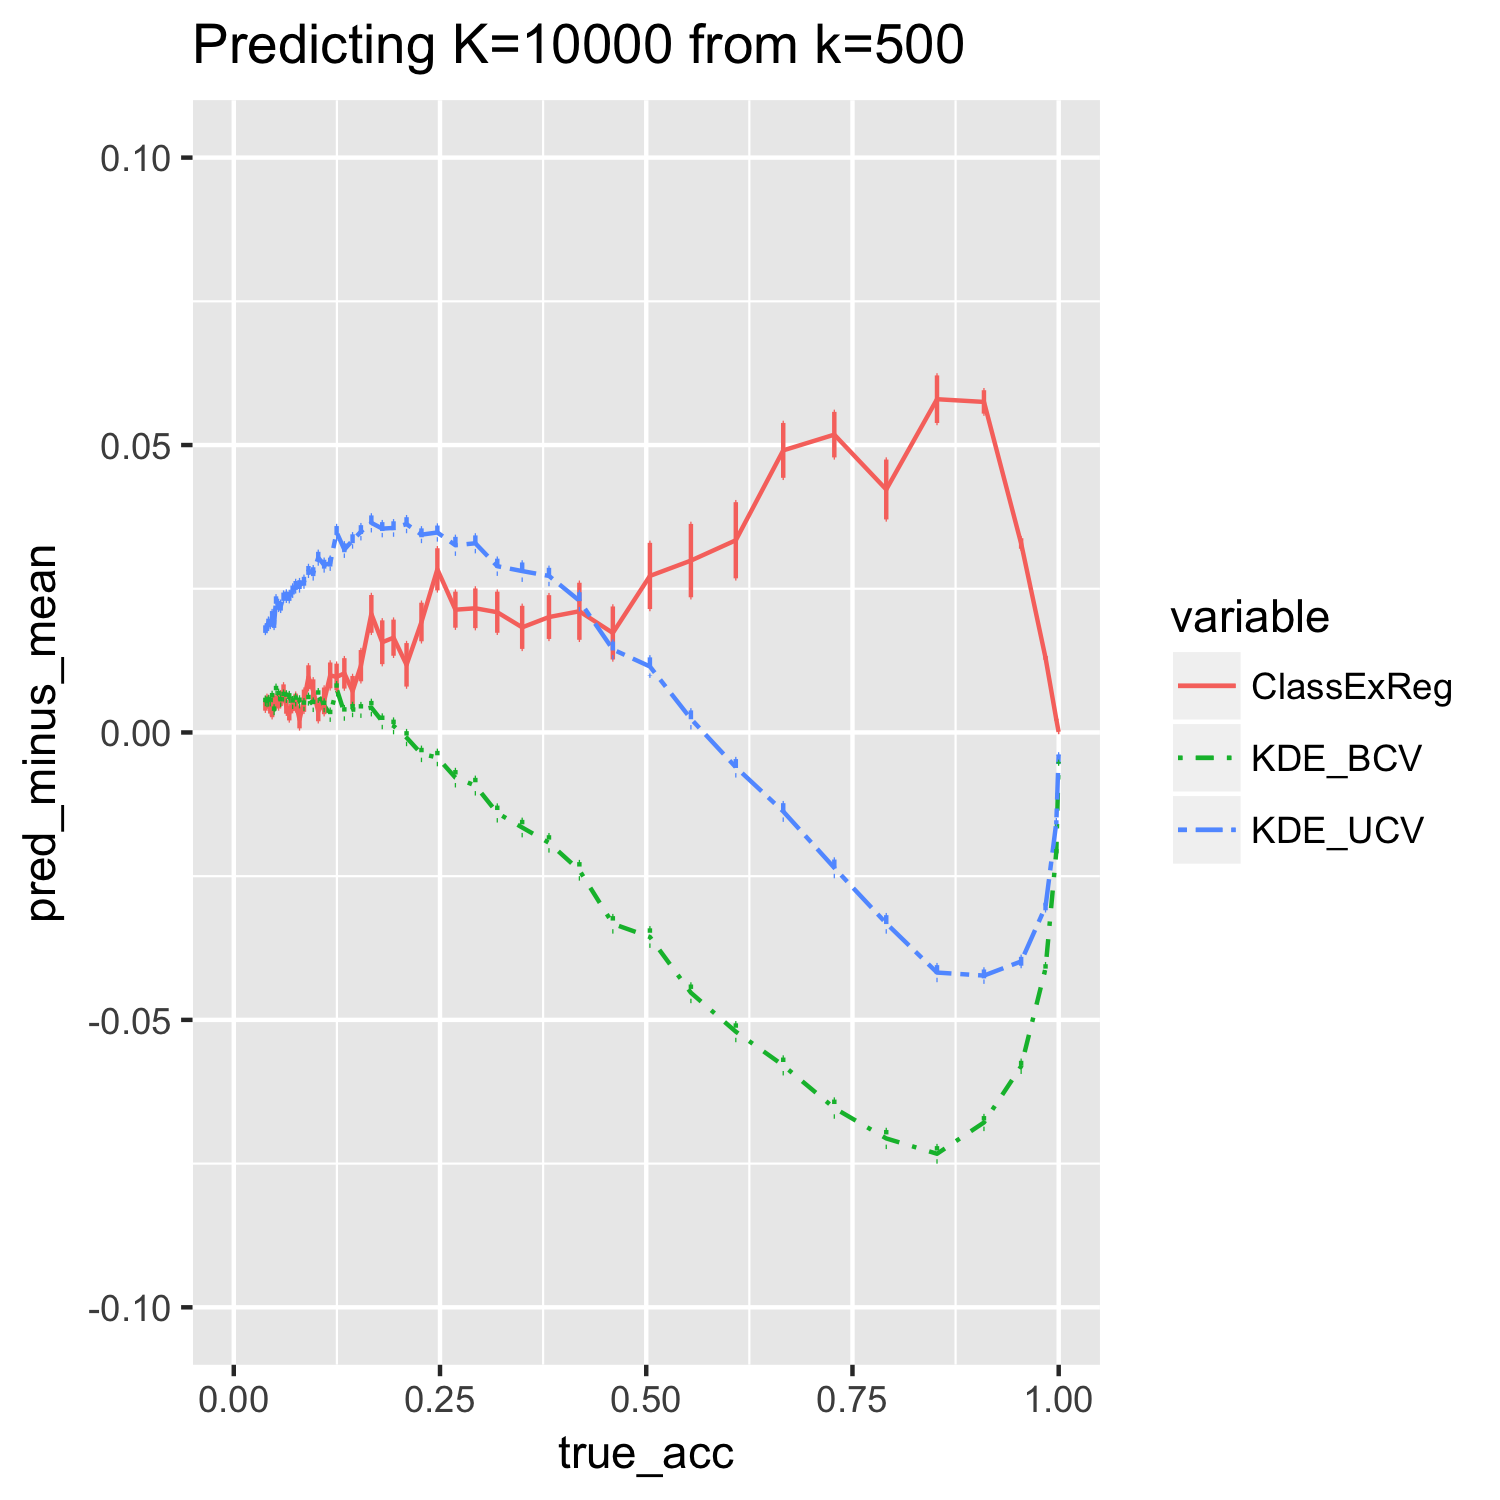 Predicting K=10000 from k=500
0.10
0.05
0.00
-0.05
-0.10
pred_minus_mean
0.00 0.25 0.50 0.75 1.00
true_acc
variable
ClassExReg
KDE_BCV
KDE_UCV